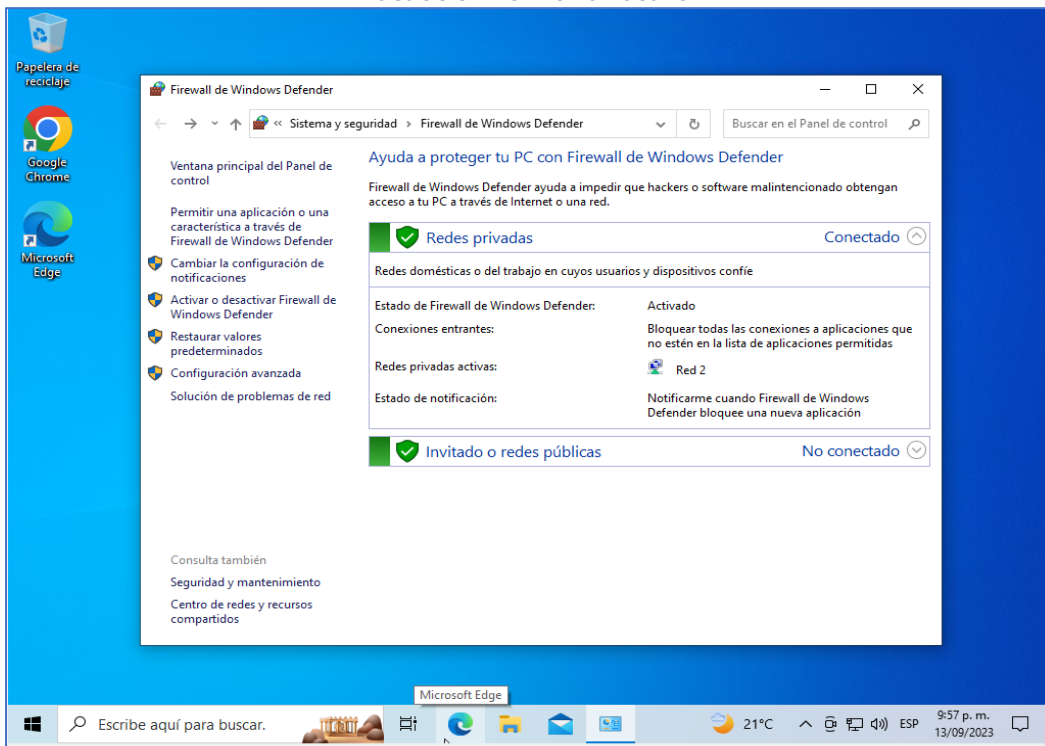 Papelera de
reciclaje
Google
Chrome
Microsoft
Edge
Firewall de Windows Defender
« Sistema y seguridad › Firewall de Windows Defender
Buscar en el Panel de control
Ventana principal del Panel de
control
Permitir una aplicación o una
característica a través de
Firewall de Windows Defender
Cambiar la configuración de
notificaciones
Activar o desactivar Firewall de
Windows Defender
Restaurar valores
predeterminados
Configuración avanzada
Solución de problemas de red
Consulta también
Seguridad y mantenimiento
Centro de redes y recursos
compartidos
Ayuda a proteger tu PC con Firewall de Windows Defender
Firewall de Windows Defender ayuda a impedir que hackers o software malintencionado obtengan
acceso a tu PC a través de Internet o una red.
Redes privadas Conectado
Redes domésticas o del trabajo en cuyos usuarios y dispositivos confíe
Estado de Firewall de Windows Defender: Activado
Conexiones entrantes: Bloquear todas las conexiones a aplicaciones que
no estén en la lista de aplicaciones permitidas
Redes privadas activas: Red 2
Estado de notificación: Notificarme cuando Firewall de Windows
Defender bloquee una nueva aplicación
Invitado o redes públicas No conectado
Microsoft Edge
Escribe aquí para buscar.
21°C
ESP
9:57 p. m.
13/09/2023